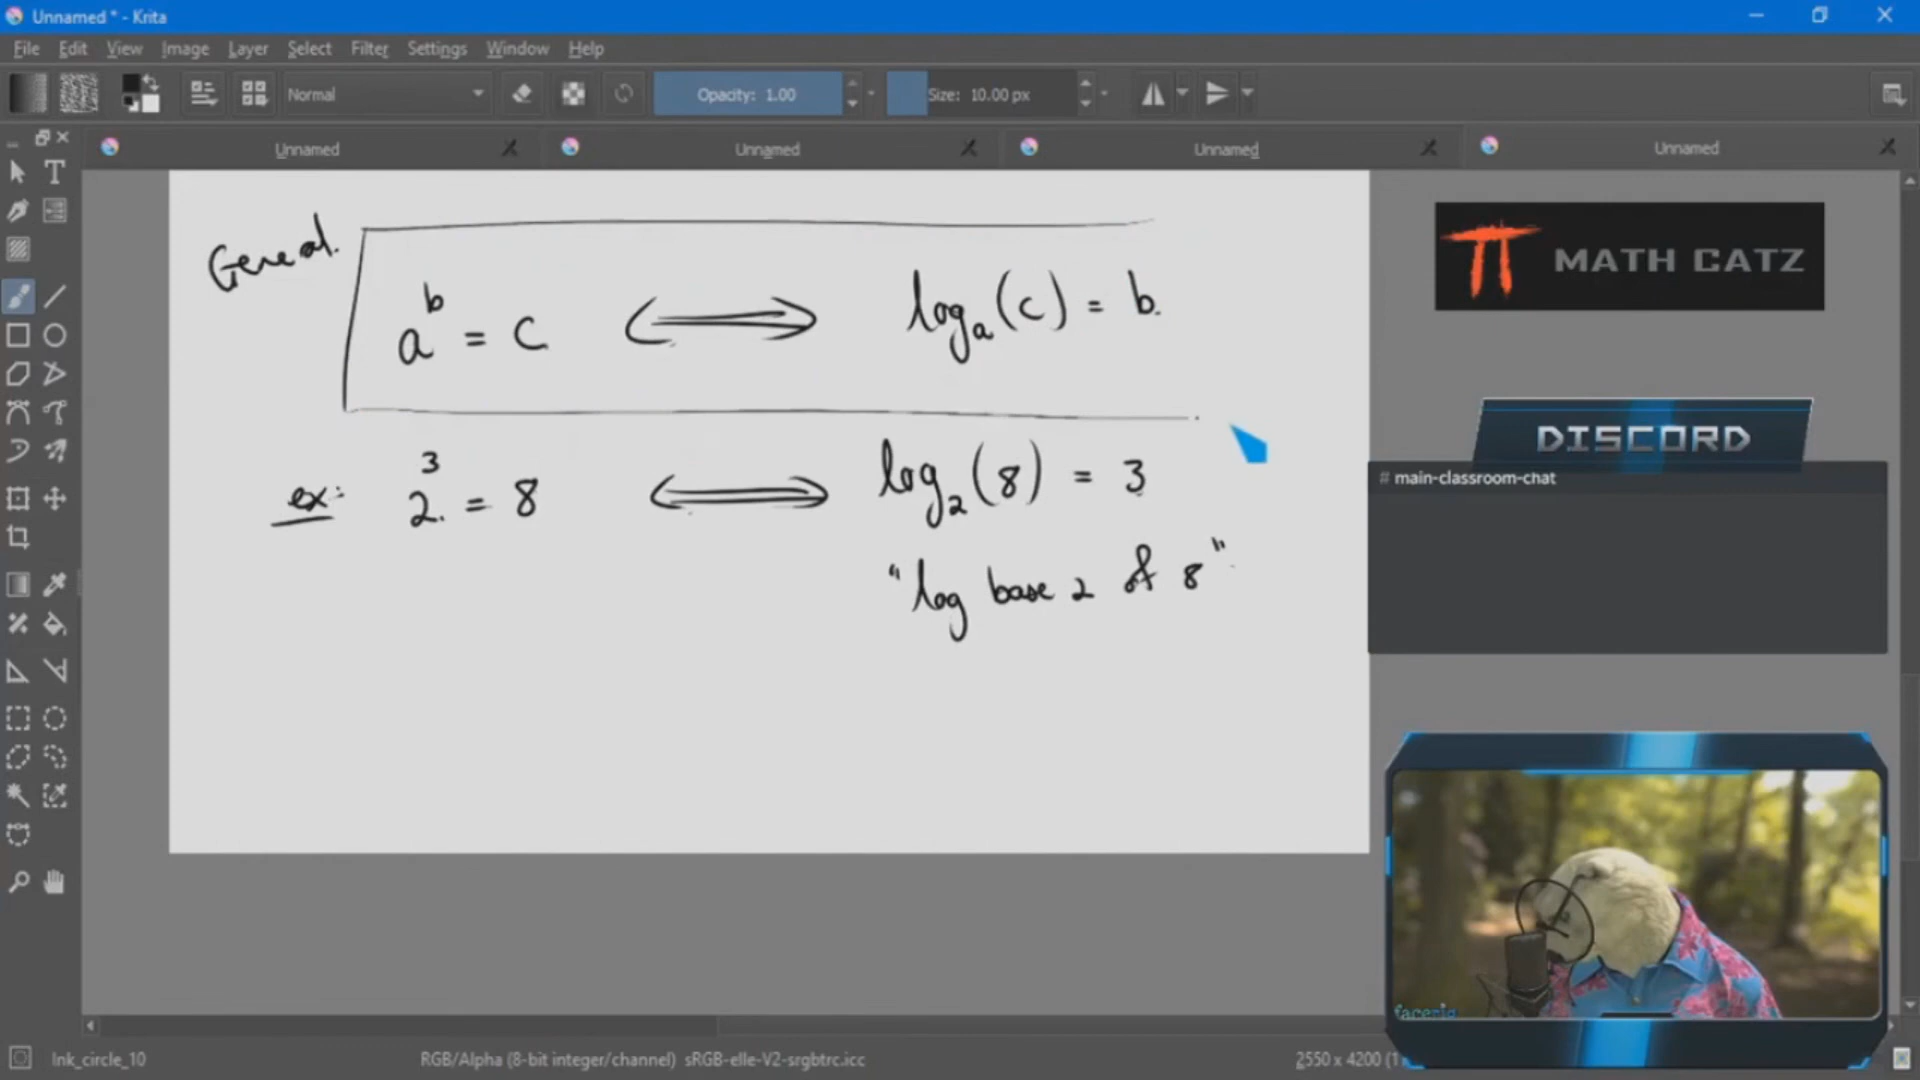 Unnamed * - Krita
File Edit View Image Layer Select Filter Settings Window Help
Normal Opacity: 1.00 Size: 10.00 px
Unnamed Unnamed Unnamed Unnamed
General.
a^b = c ⟺ log_a(c) = b.
ex: 2^3 = 8 ⟺ log_2(8) = 3
"log base 2 of 8"
π MATH CATZ
DISCORD
# main-classroom-chat
facerig
Ink_circle_10 RGB/Alpha (8-bit integer/channel) sRGB-elle-V2-srgbtrc.icc 2550 x 4200 (1